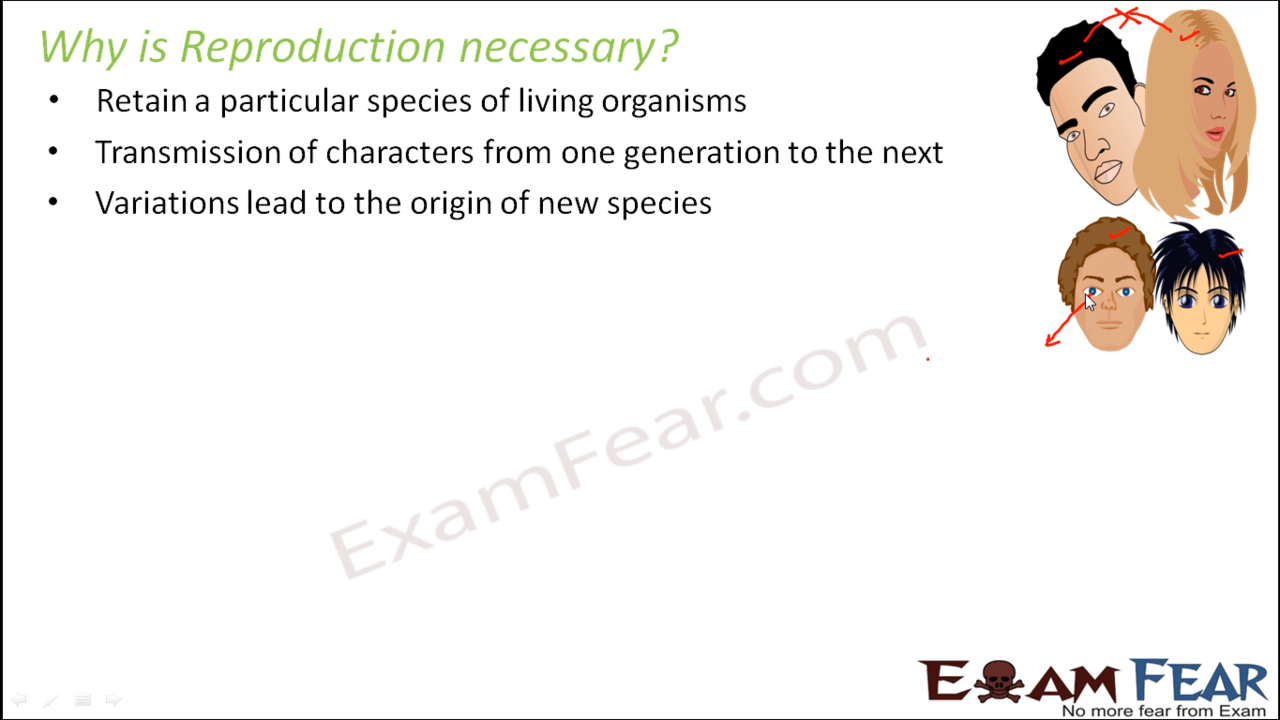 Why is Reproduction necessary?
• Retain a particular species of living organisms
• Transmission of characters from one generation to the next
• Variations lead to the origin of new species
ExamFear.com
EXAM FEAR
No more fear from Exam